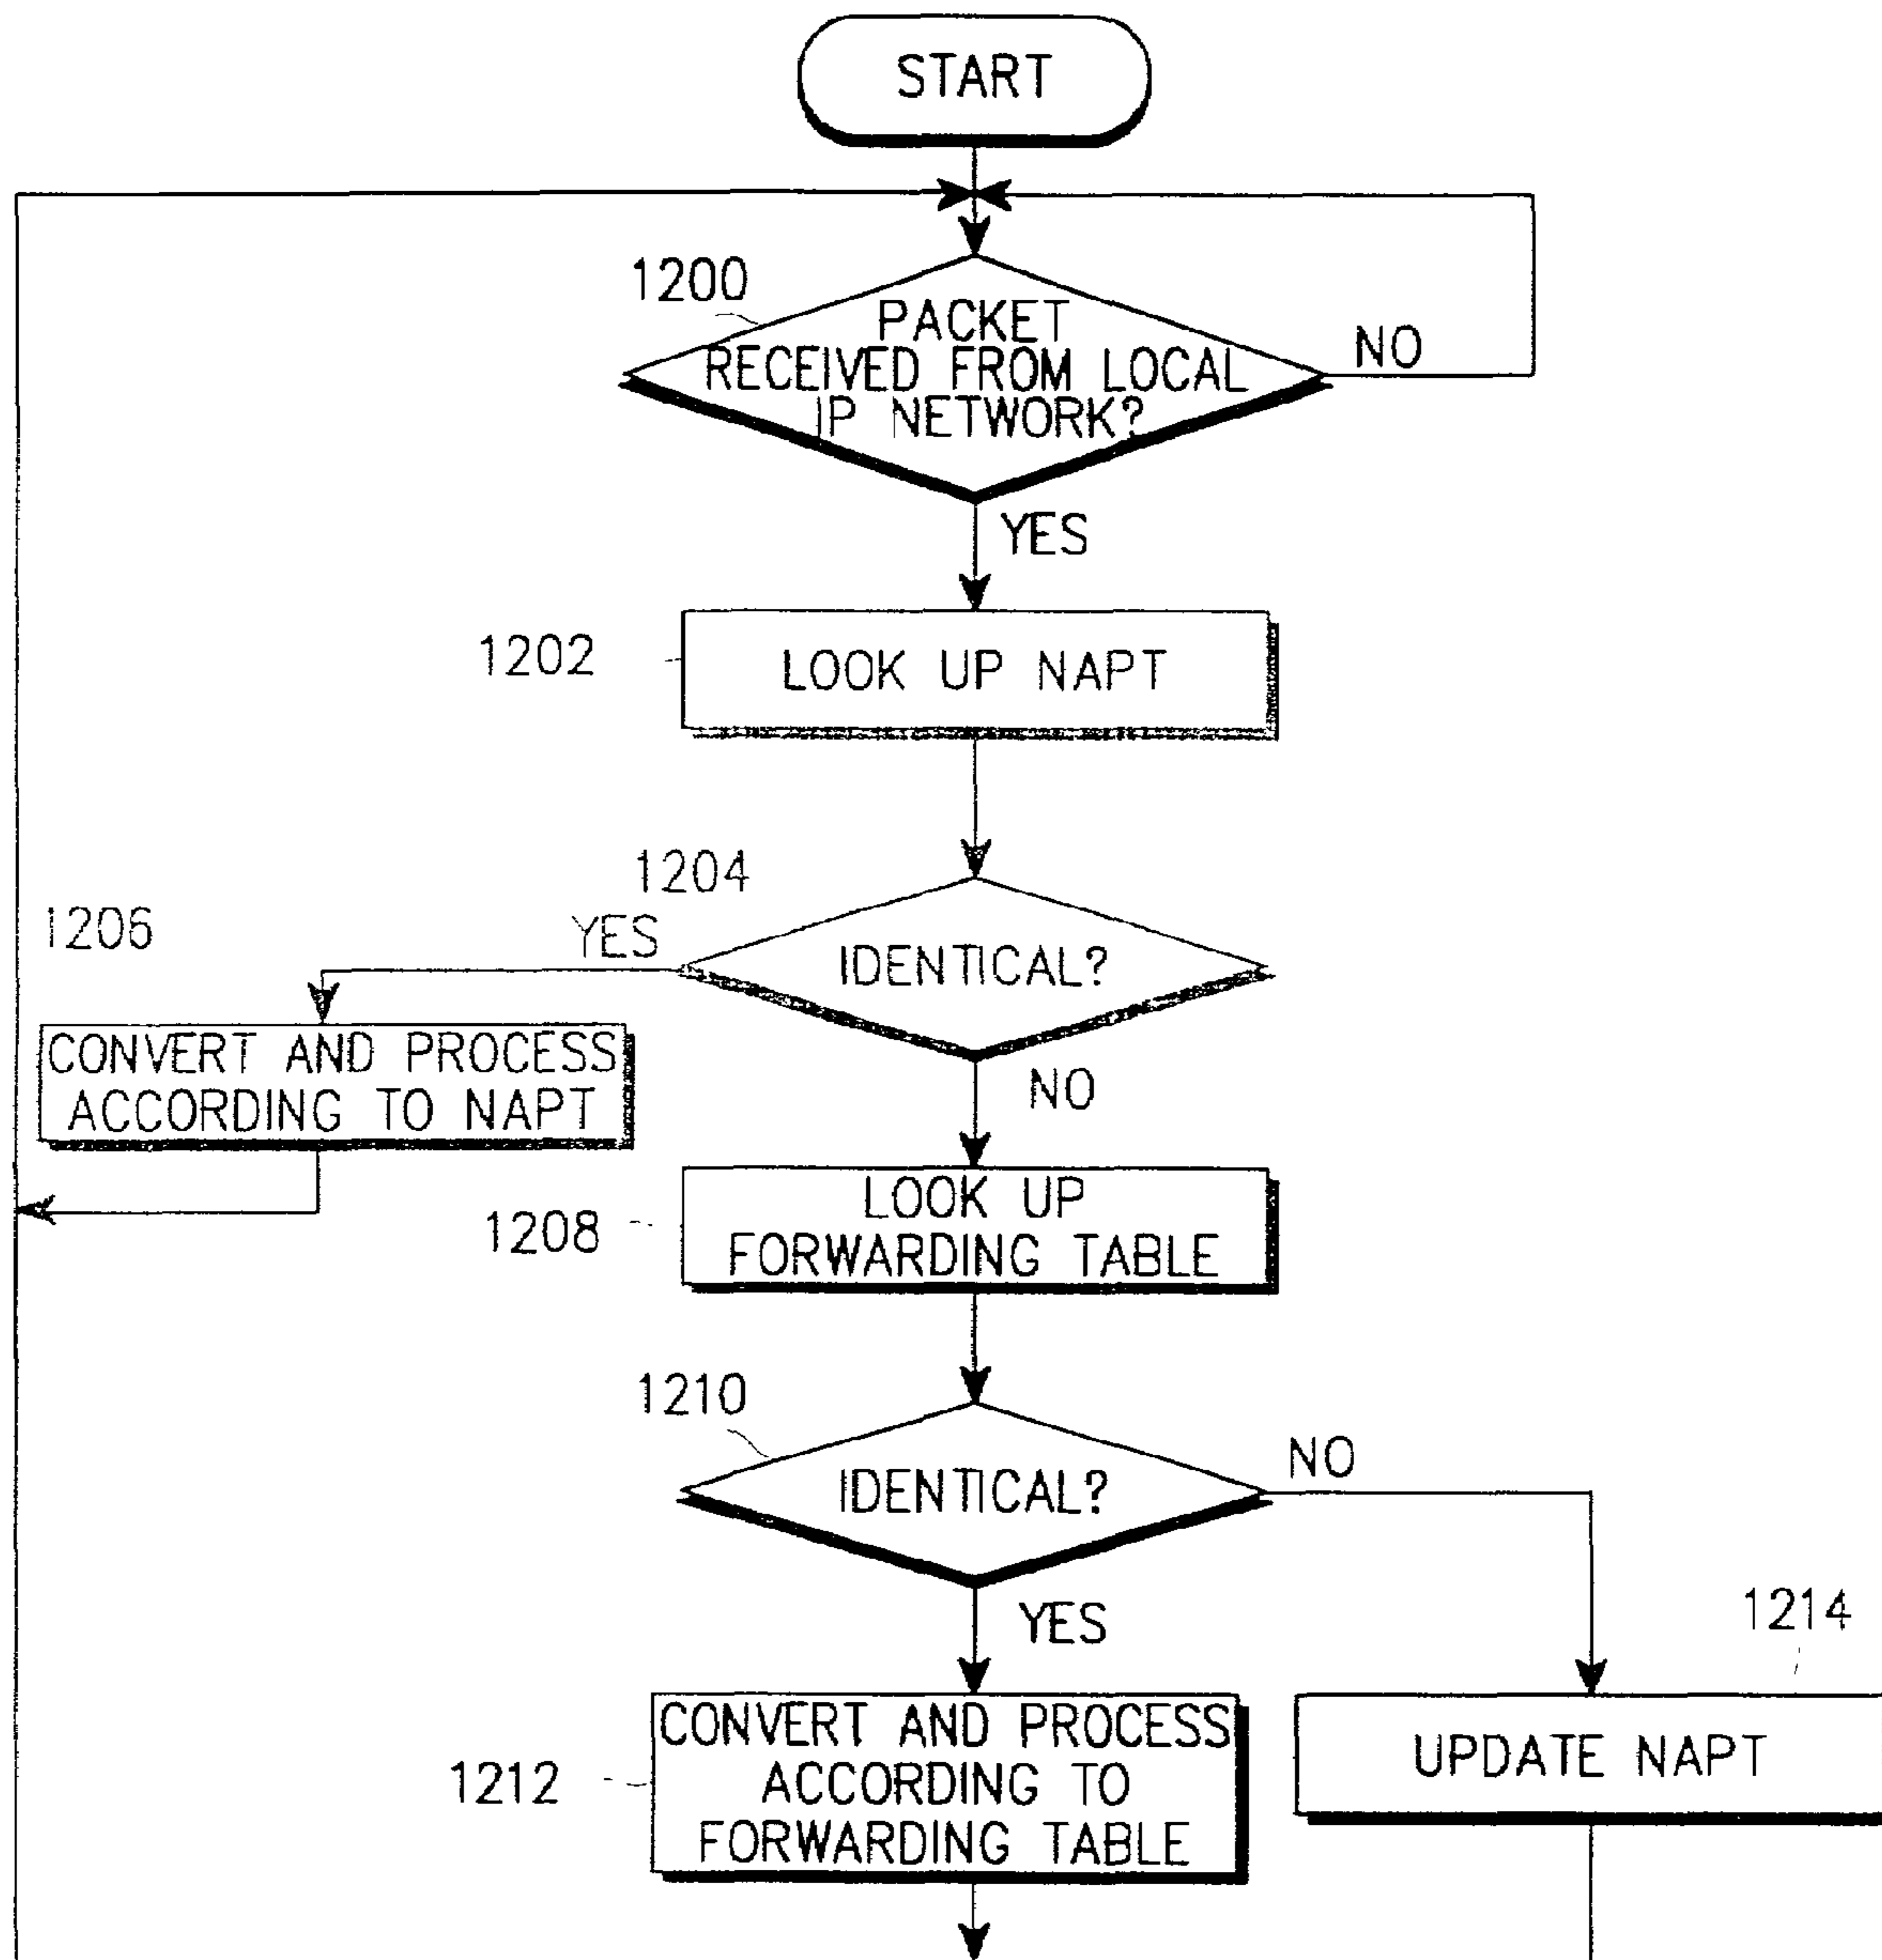 START
1200
PACKET
RECEIVED FROM LOCAL
IP NETWORK?
NO
YES
1202
LOOK UP NAPT
1204
1206
YES
IDENTICAL?
CONVERT AND PROCESS
ACCORDING TO NAPT
NO
1208
LOOK UP
FORWARDING TABLE
1210
IDENTICAL?
NO
YES
1214
1212
CONVERT AND PROCESS
ACCORDING TO
FORWARDING TABLE
UPDATE NAPT